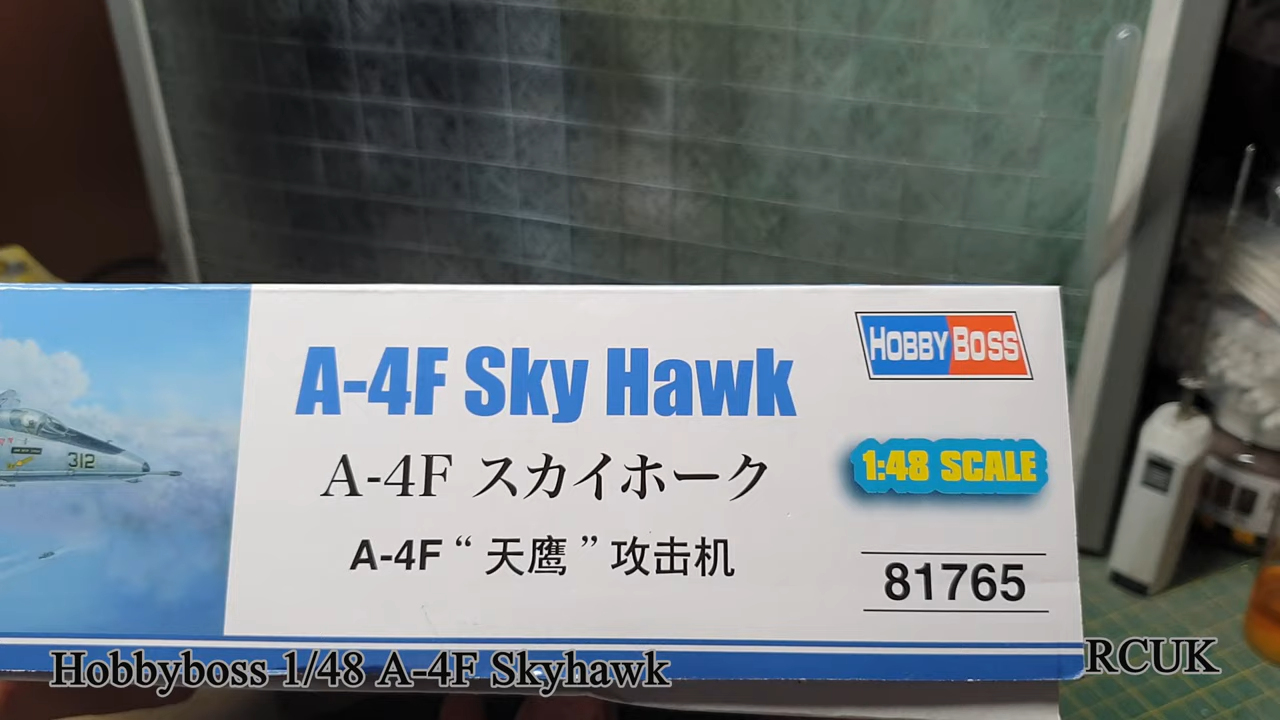 A-4F Sky Hawk
HOBBY BOSS
A-4F スカイホーク
1:48 SCALE
A-4F “天鹰”攻击机
81765
312
Hobbyboss 1/48 A-4F Skyhawk
RCUK